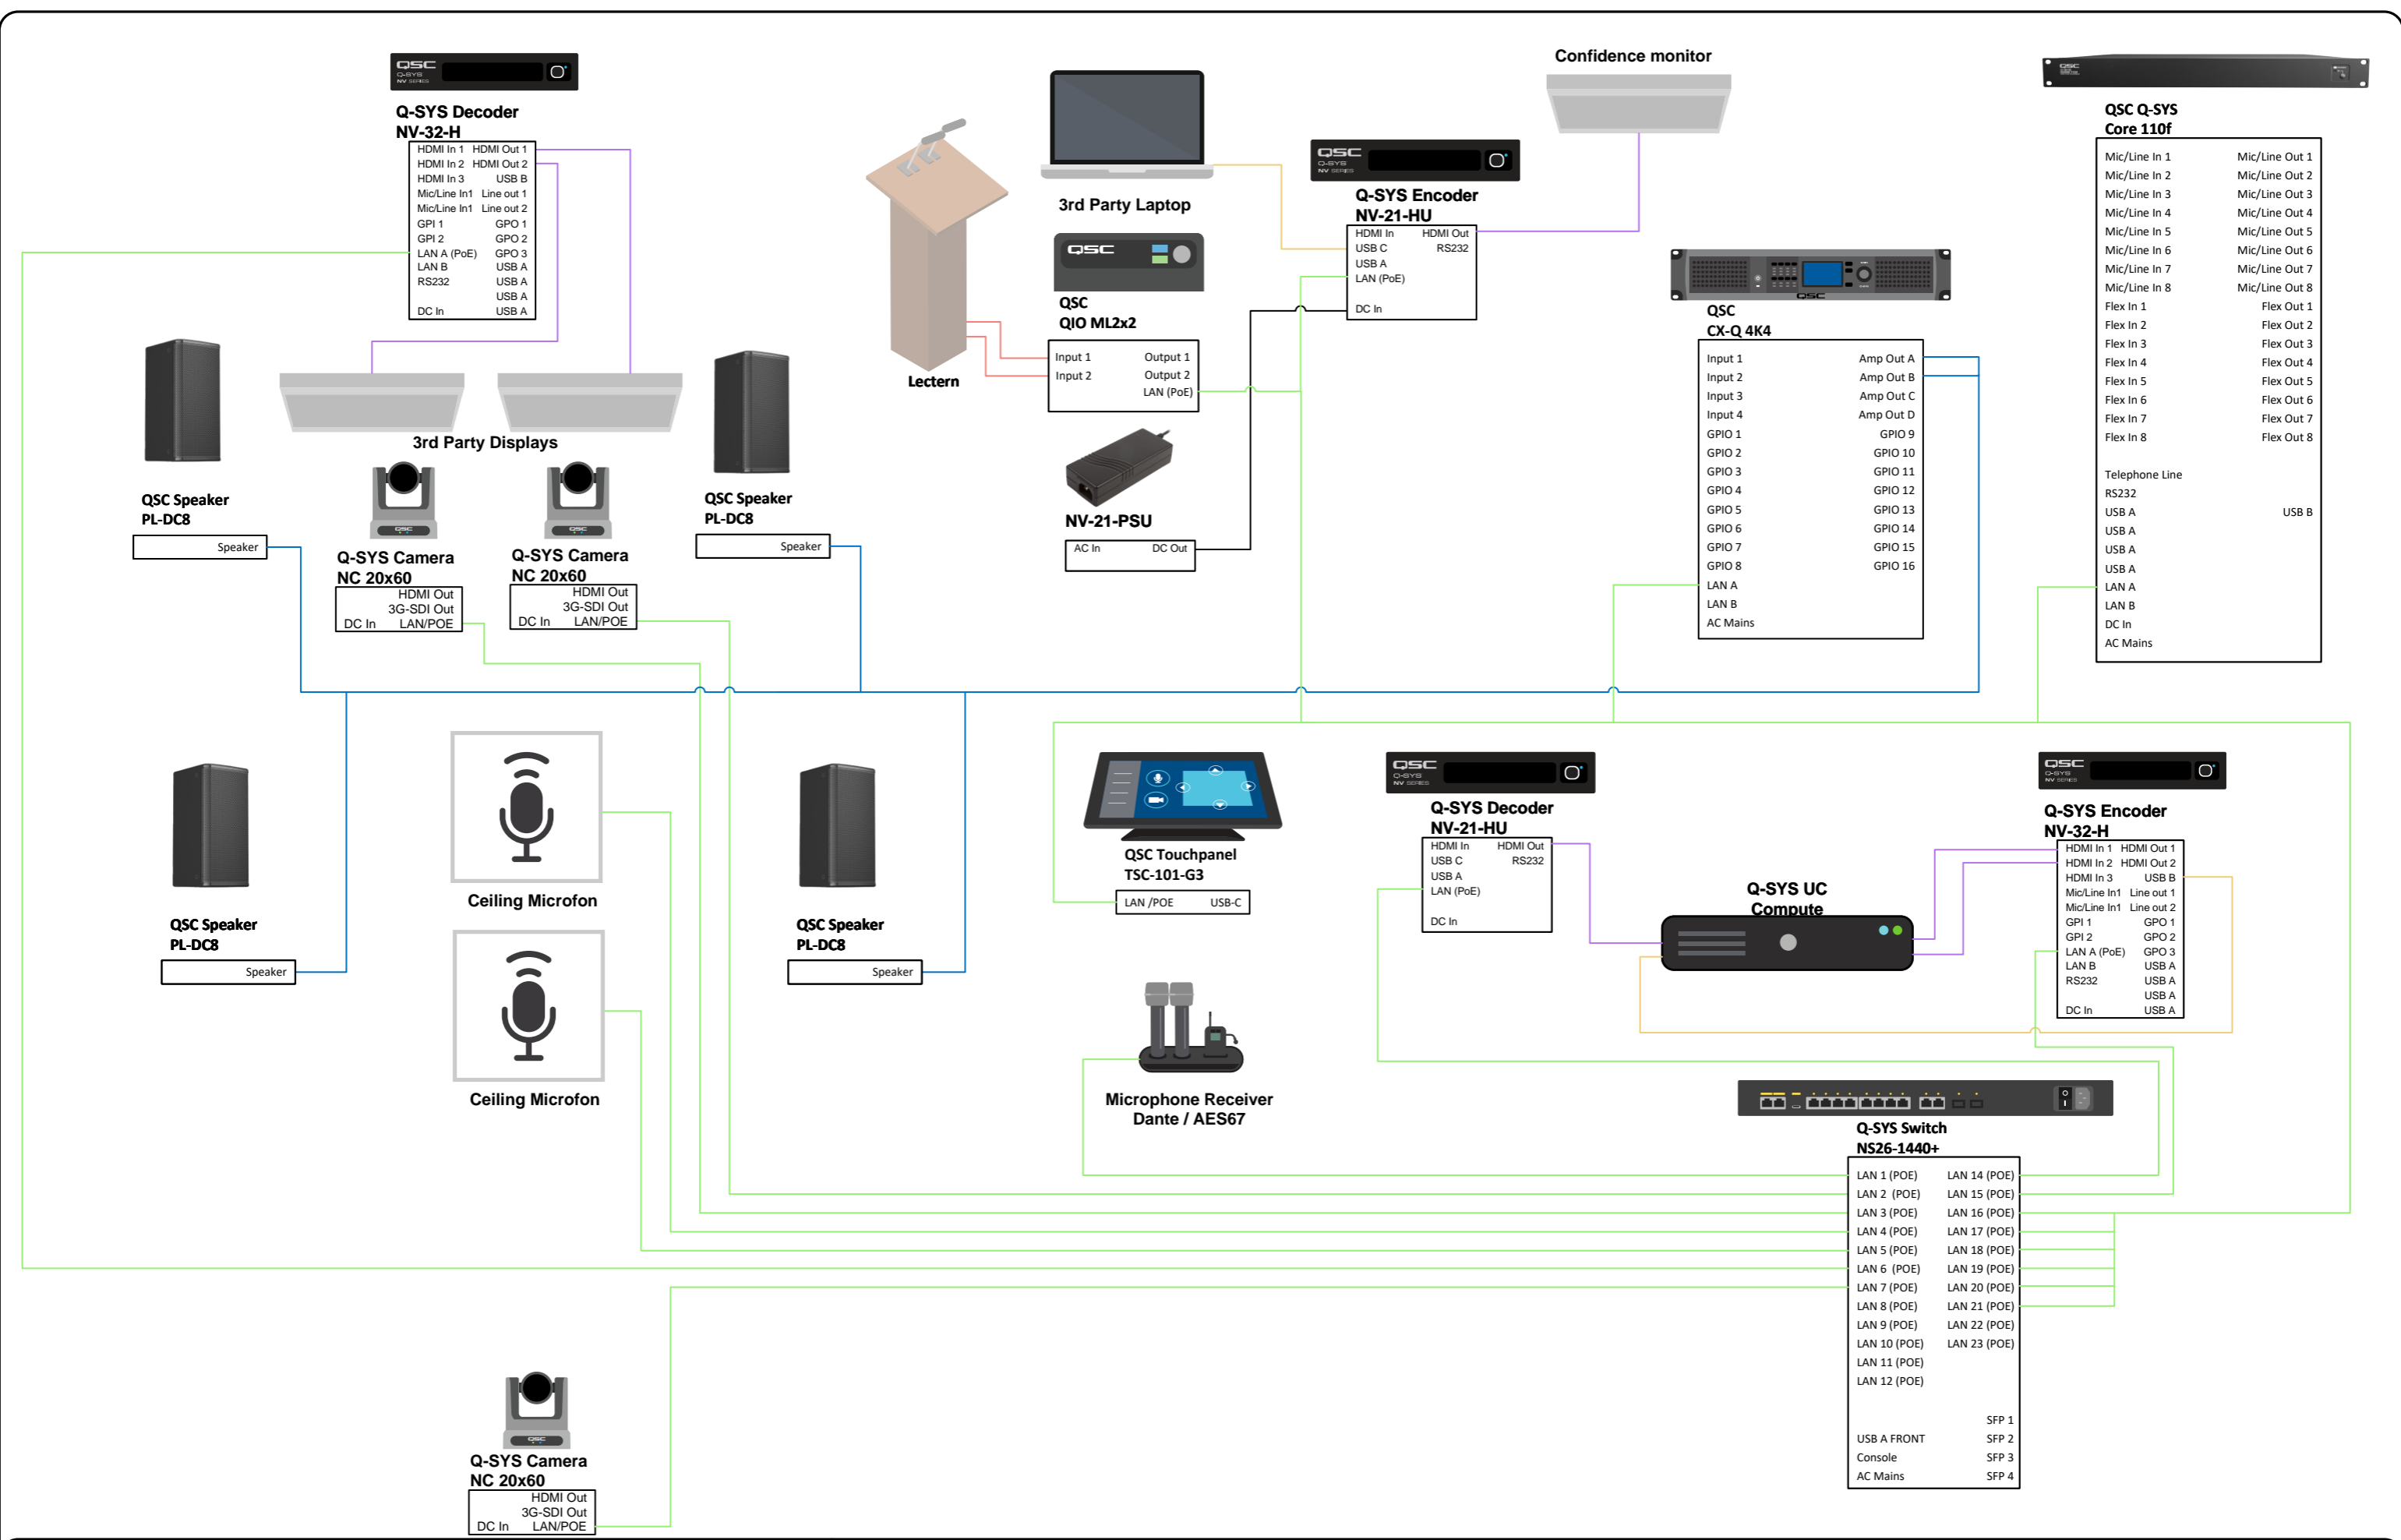 QSC
Q-SYS
NV SERIES
Q-SYS Decoder
NV-32-H
HDMI In 1 HDMI Out 1
HDMI In 2 HDMI Out 2
HDMI In 3 USB B
Mic/Line In1 Line out 1
Mic/Line In1 Line out 2
GPI 1 GPO 1
GPI 2 GPO 2
LAN A (PoE) GPO 3
LAN B USB A
RS232 USB A
USB A
DC In USB A
3rd Party Displays
QSC Speaker
PL-DC8
Speaker
QSC Speaker
PL-DC8
Speaker
QSC
Q-SYS Camera
NC 20x60
HDMI Out
3G-SDI Out
DC In LAN/POE
QSC
Q-SYS Camera
NC 20x60
HDMI Out
3G-SDI Out
DC In LAN/POE
Lectern
3rd Party Laptop
QSC
QSC
QIO ML2x2
Input 1 Output 1
Input 2 Output 2
LAN (PoE)
NV-21-PSU
AC In DC Out
QSC
Q-SYS
NV SERIES
Q-SYS Encoder
NV-21-HU
HDMI In HDMI Out
USB C RS232
USB A
LAN (PoE)
DC In
Confidence monitor
QSC
QSC
CX-Q 4K4
Input 1 Amp Out A
Input 2 Amp Out B
Input 3 Amp Out C
Input 4 Amp Out D
GPIO 1 GPIO 9
GPIO 2 GPIO 10
GPIO 3 GPIO 11
GPIO 4 GPIO 12
GPIO 5 GPIO 13
GPIO 6 GPIO 14
GPIO 7 GPIO 15
GPIO 8 GPIO 16
LAN A
LAN B
AC Mains
QSC
QSC Q-SYS
Core 110f
Mic/Line In 1 Mic/Line Out 1
Mic/Line In 2 Mic/Line Out 2
Mic/Line In 3 Mic/Line Out 3
Mic/Line In 4 Mic/Line Out 4
Mic/Line In 5 Mic/Line Out 5
Mic/Line In 6 Mic/Line Out 6
Mic/Line In 7 Mic/Line Out 7
Mic/Line In 8 Mic/Line Out 8
Flex In 1 Flex Out 1
Flex In 2 Flex Out 2
Flex In 3 Flex Out 3
Flex In 4 Flex Out 4
Flex In 5 Flex Out 5
Flex In 6 Flex Out 6
Flex In 7 Flex Out 7
Flex In 8 Flex Out 8
Telephone Line
RS232
USB A USB B
USB A
USB A
USB A
LAN A
LAN B
DC In
AC Mains
QSC Speaker
PL-DC8
Speaker
Ceiling Microfon
Ceiling Microfon
QSC Speaker
PL-DC8
Speaker
QSC Touchpanel
TSC-101-G3
LAN /POE USB-C
Microphone Receiver
Dante / AES67
QSC
Q-SYS
NV SERIES
Q-SYS Decoder
NV-21-HU
HDMI In HDMI Out
USB C RS232
USB A
LAN (PoE)
DC In
Q-SYS UC
Compute
QSC
Q-SYS
NV SERIES
Q-SYS Encoder
NV-32-H
HDMI In 1 HDMI Out 1
HDMI In 2 HDMI Out 2
HDMI In 3 USB B
Mic/Line In1 Line out 1
Mic/Line In1 Line out 2
GPI 1 GPO 1
GPI 2 GPO 2
LAN A (PoE) GPO 3
LAN B USB A
RS232 USB A
USB A
DC In USB A
Q-SYS Switch
NS26-1440+
LAN 1 (POE) LAN 14 (POE)
LAN 2 (POE) LAN 15 (POE)
LAN 3 (POE) LAN 16 (POE)
LAN 4 (POE) LAN 17 (POE)
LAN 5 (POE) LAN 18 (POE)
LAN 6 (POE) LAN 19 (POE)
LAN 7 (POE) LAN 20 (POE)
LAN 8 (POE) LAN 21 (POE)
LAN 9 (POE) LAN 22 (POE)
LAN 10 (POE) LAN 23 (POE)
LAN 11 (POE)
LAN 12 (POE)
SFP 1
USB A FRONT SFP 2
Console SFP 3
AC Mains SFP 4
QSC
Q-SYS Camera
NC 20x60
HDMI Out
3G-SDI Out
DC In LAN/POE